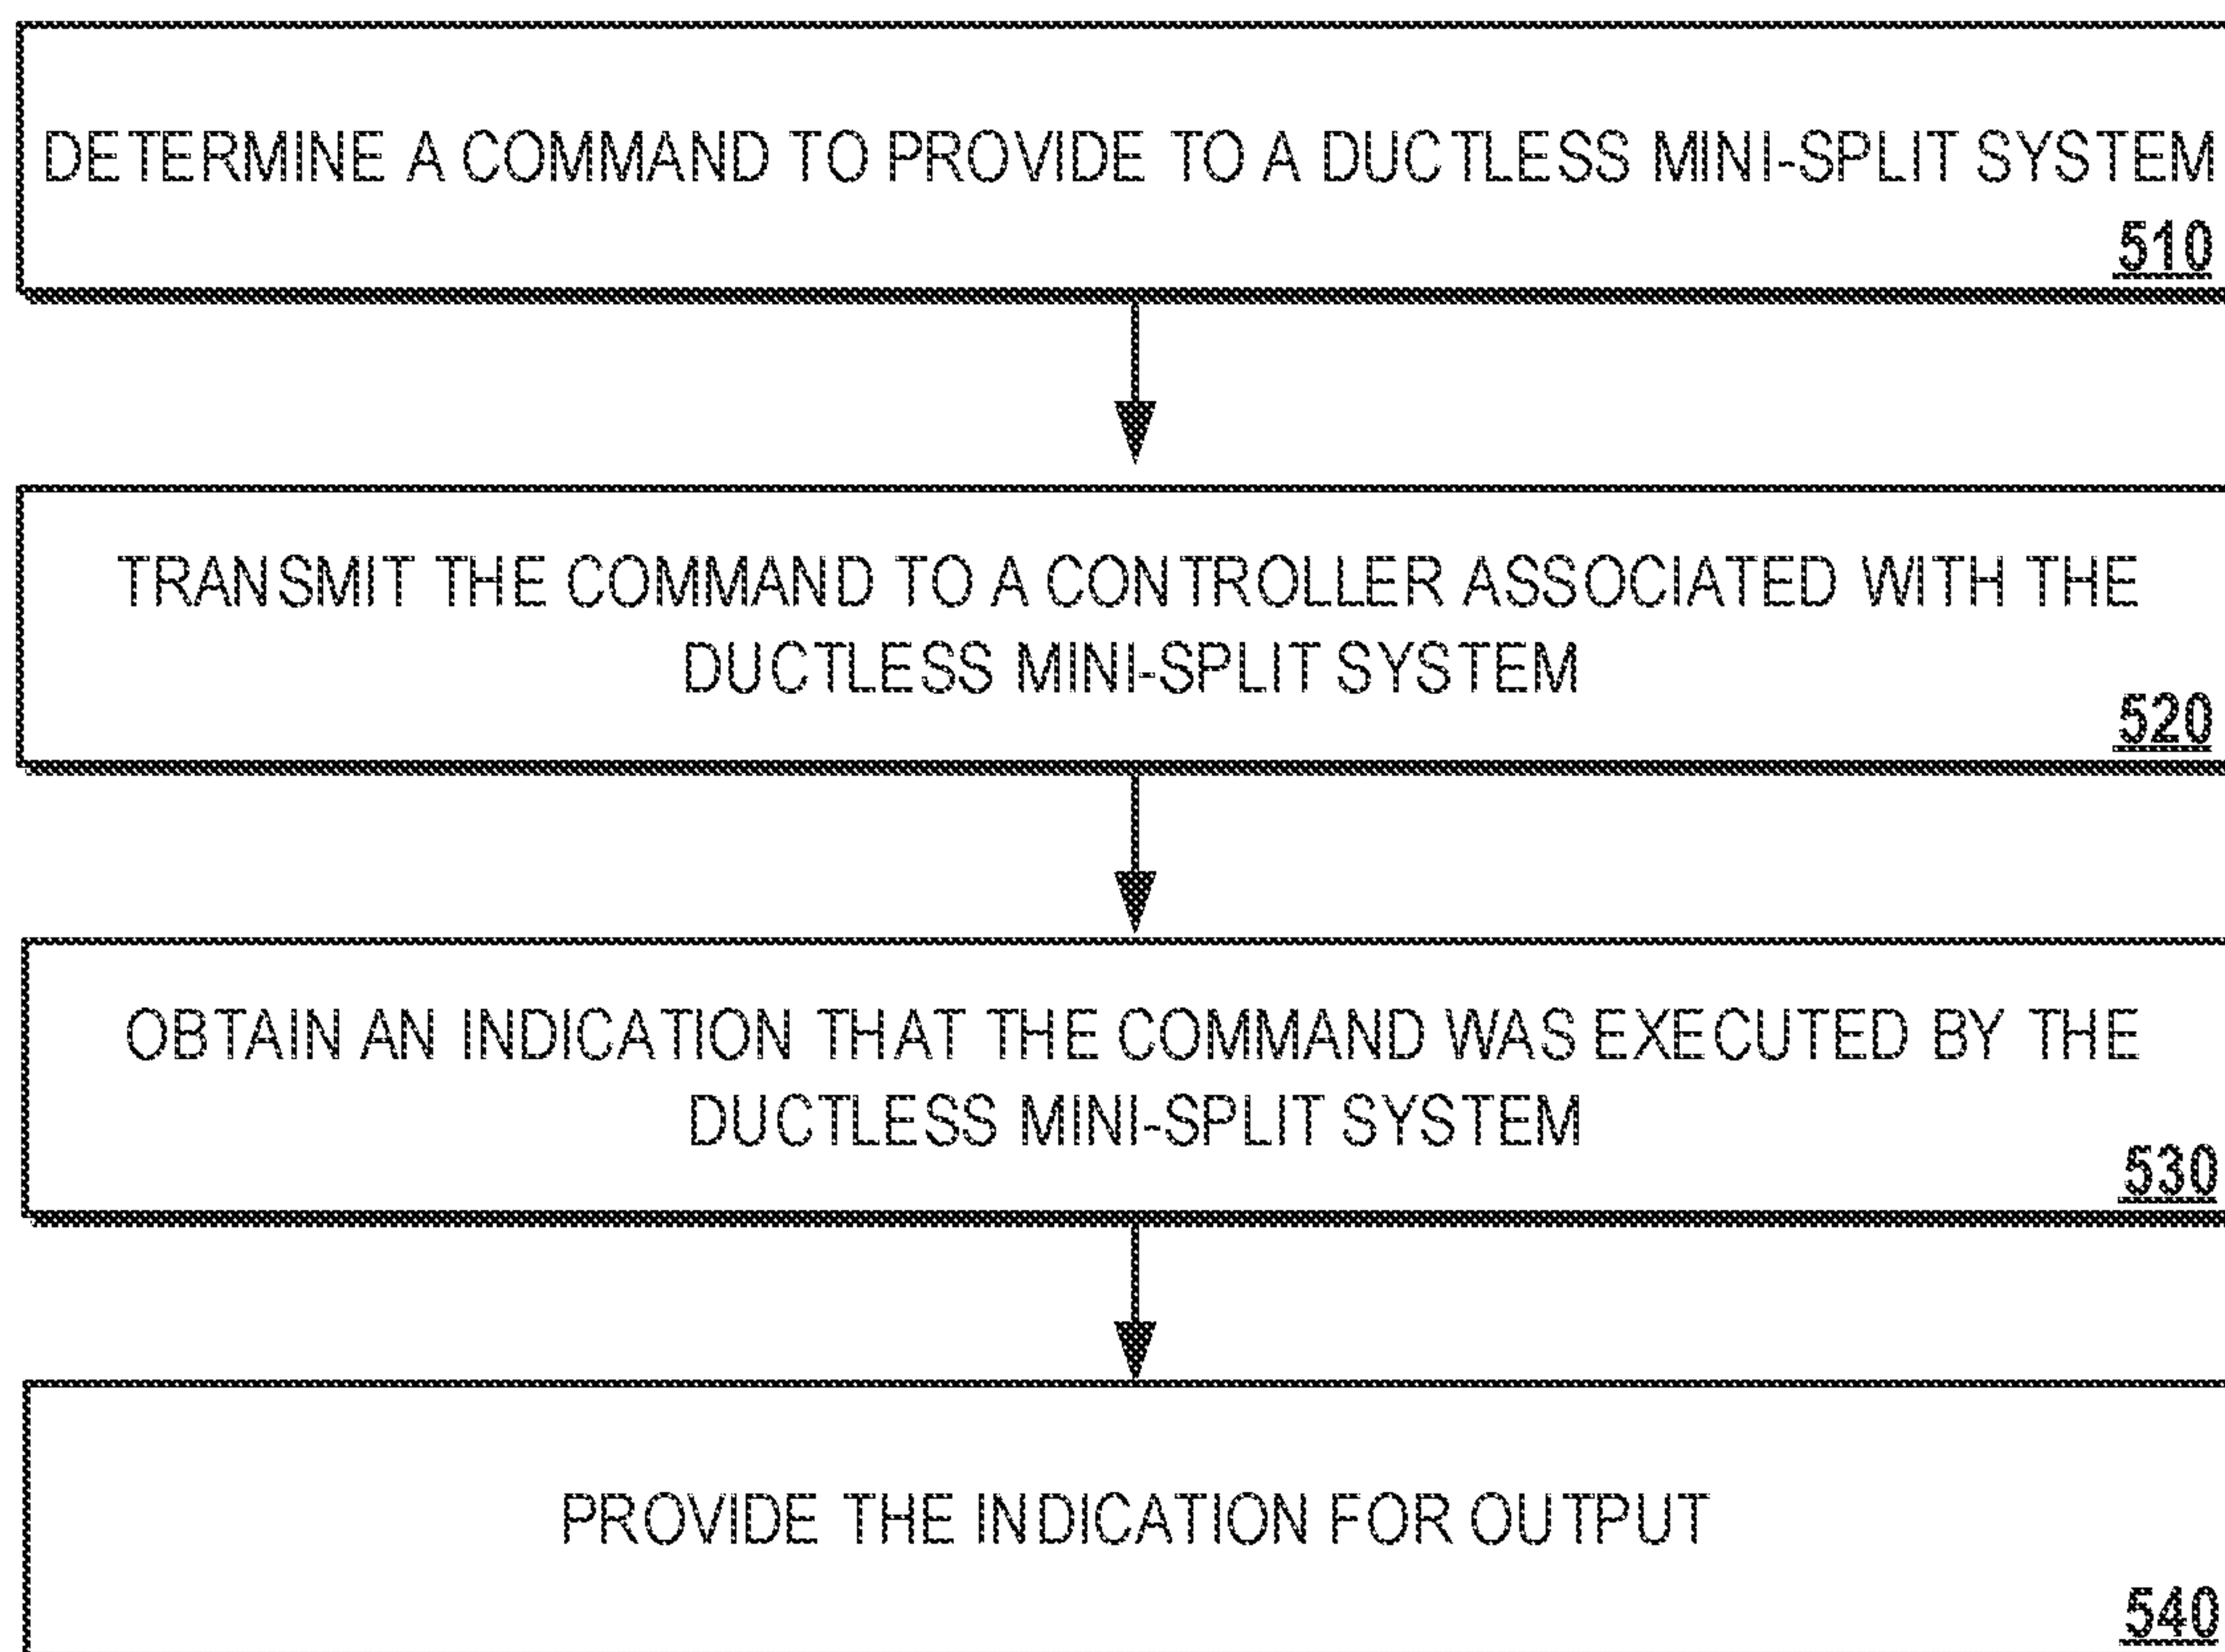 DETERMINE A COMMAND TO PROVIDE TO A DUCTLESS MINI-SPLIT SYSTEM
510
TRANSMIT THE COMMAND TO A CONTROLLER ASSOCIATED WITH THE
DUCTLESS MINI-SPLIT SYSTEM
520
OBTAIN AN INDICATION THAT THE COMMAND WAS EXECUTED BY THE
DUCTLESS MINI-SPLIT SYSTEM
530
PROVIDE THE INDICATION FOR OUTPUT
540